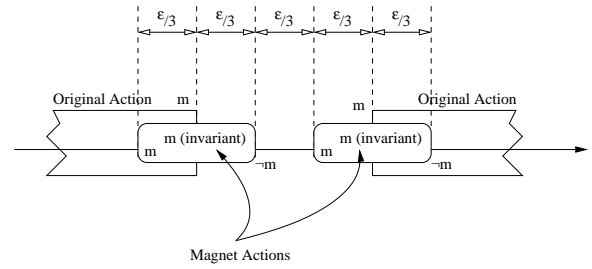 ε/3 ε/3 ε/3 ε/3 ε/3
Original Action m m Original Action
m (invariant) m (invariant)
m m
¬m ¬m
Magnet Actions